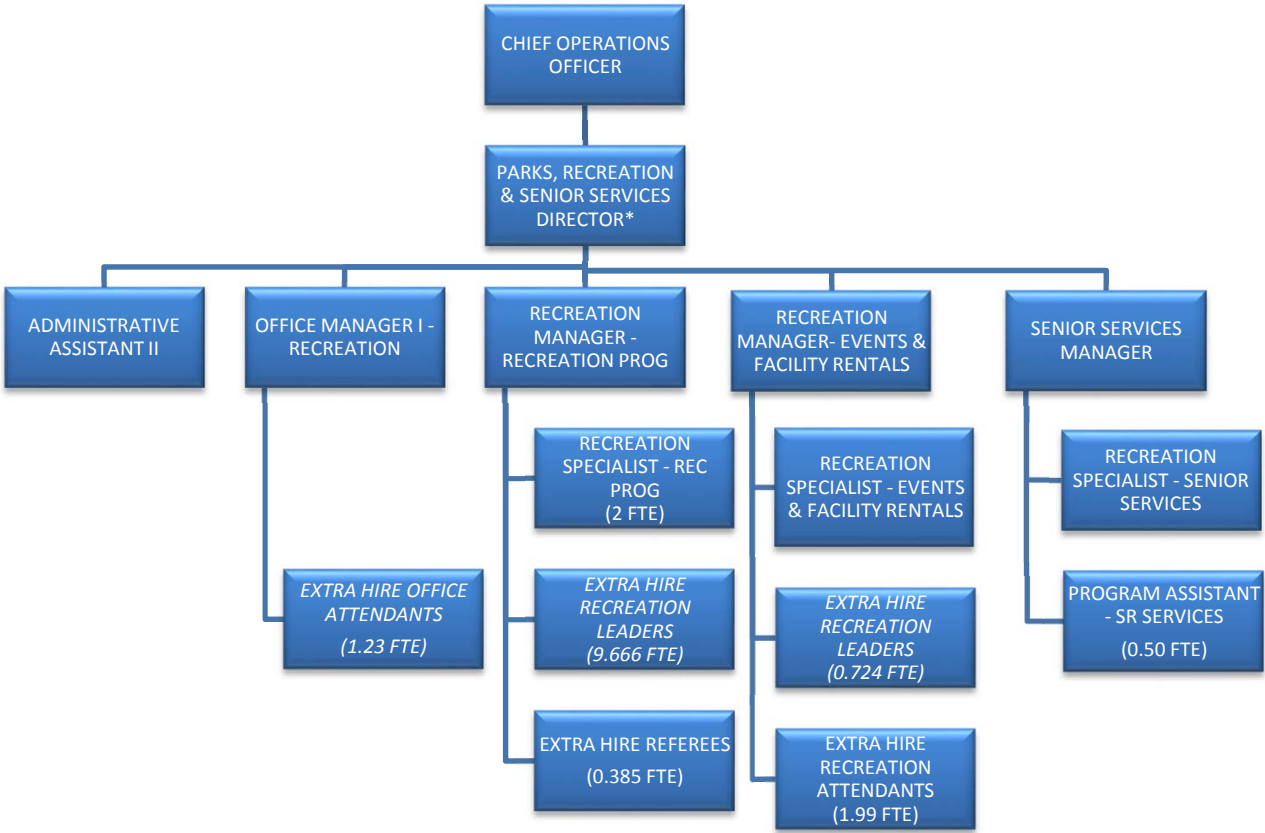 CHIEF OPERATIONS
OFFICER
PARKS, RECREATION
& SENIOR SERVICES
DIRECTOR*
ADMINISTRATIVE
ASSISTANT II
OFFICE MANAGER I -
RECREATION
RECREATION
MANAGER -
RECREATION PROG
RECREATION
MANAGER- EVENTS &
FACILITY RENTALS
SENIOR SERVICES
MANAGER
RECREATION
SPECIALIST - REC
PROG
(2 FTE)
RECREATION
SPECIALIST - EVENTS
& FACILITY RENTALS
RECREATION
SPECIALIST - SENIOR
SERVICES
EXTRA HIRE OFFICE
ATTENDANTS
(1.23 FTE)
EXTRA HIRE
RECREATION
LEADERS
(9.666 FTE)
EXTRA HIRE
RECREATION
LEADERS
(0.724 FTE)
PROGRAM ASSISTANT
- SR SERVICES
(0.50 FTE)
EXTRA HIRE REFEREES
(0.385 FTE)
EXTRA HIRE
RECREATION
ATTENDANTS
(1.99 FTE)